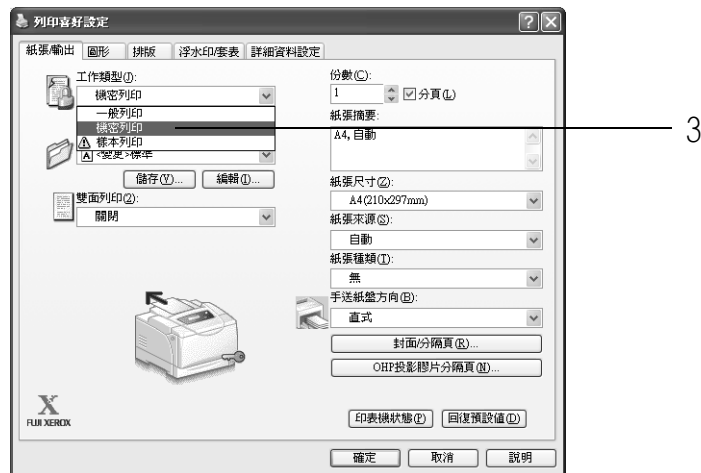 列印喜好設定
紙張/輸出 圖形 排版 浮水印/套表 詳細資料設定
工作類型(J):
機密列印
一般列印
機密列印
樣本列印
<變更>標準
儲存(V)... 編輯(I)...
雙面列印(2):
關閉
份數(C):
1 分頁(L)
紙張摘要:
A4, 自動
紙張尺寸(Z):
A4(210x297mm)
紙張來源(S):
自動
紙張種類(T):
無
手送紙盤方向(B):
直式
封面/分隔頁(R)...
OHP投影膠片分隔頁(N)...
FUJI XEROX
印表機狀態(P) 回復預設值(D)
確定 取消 說明
3